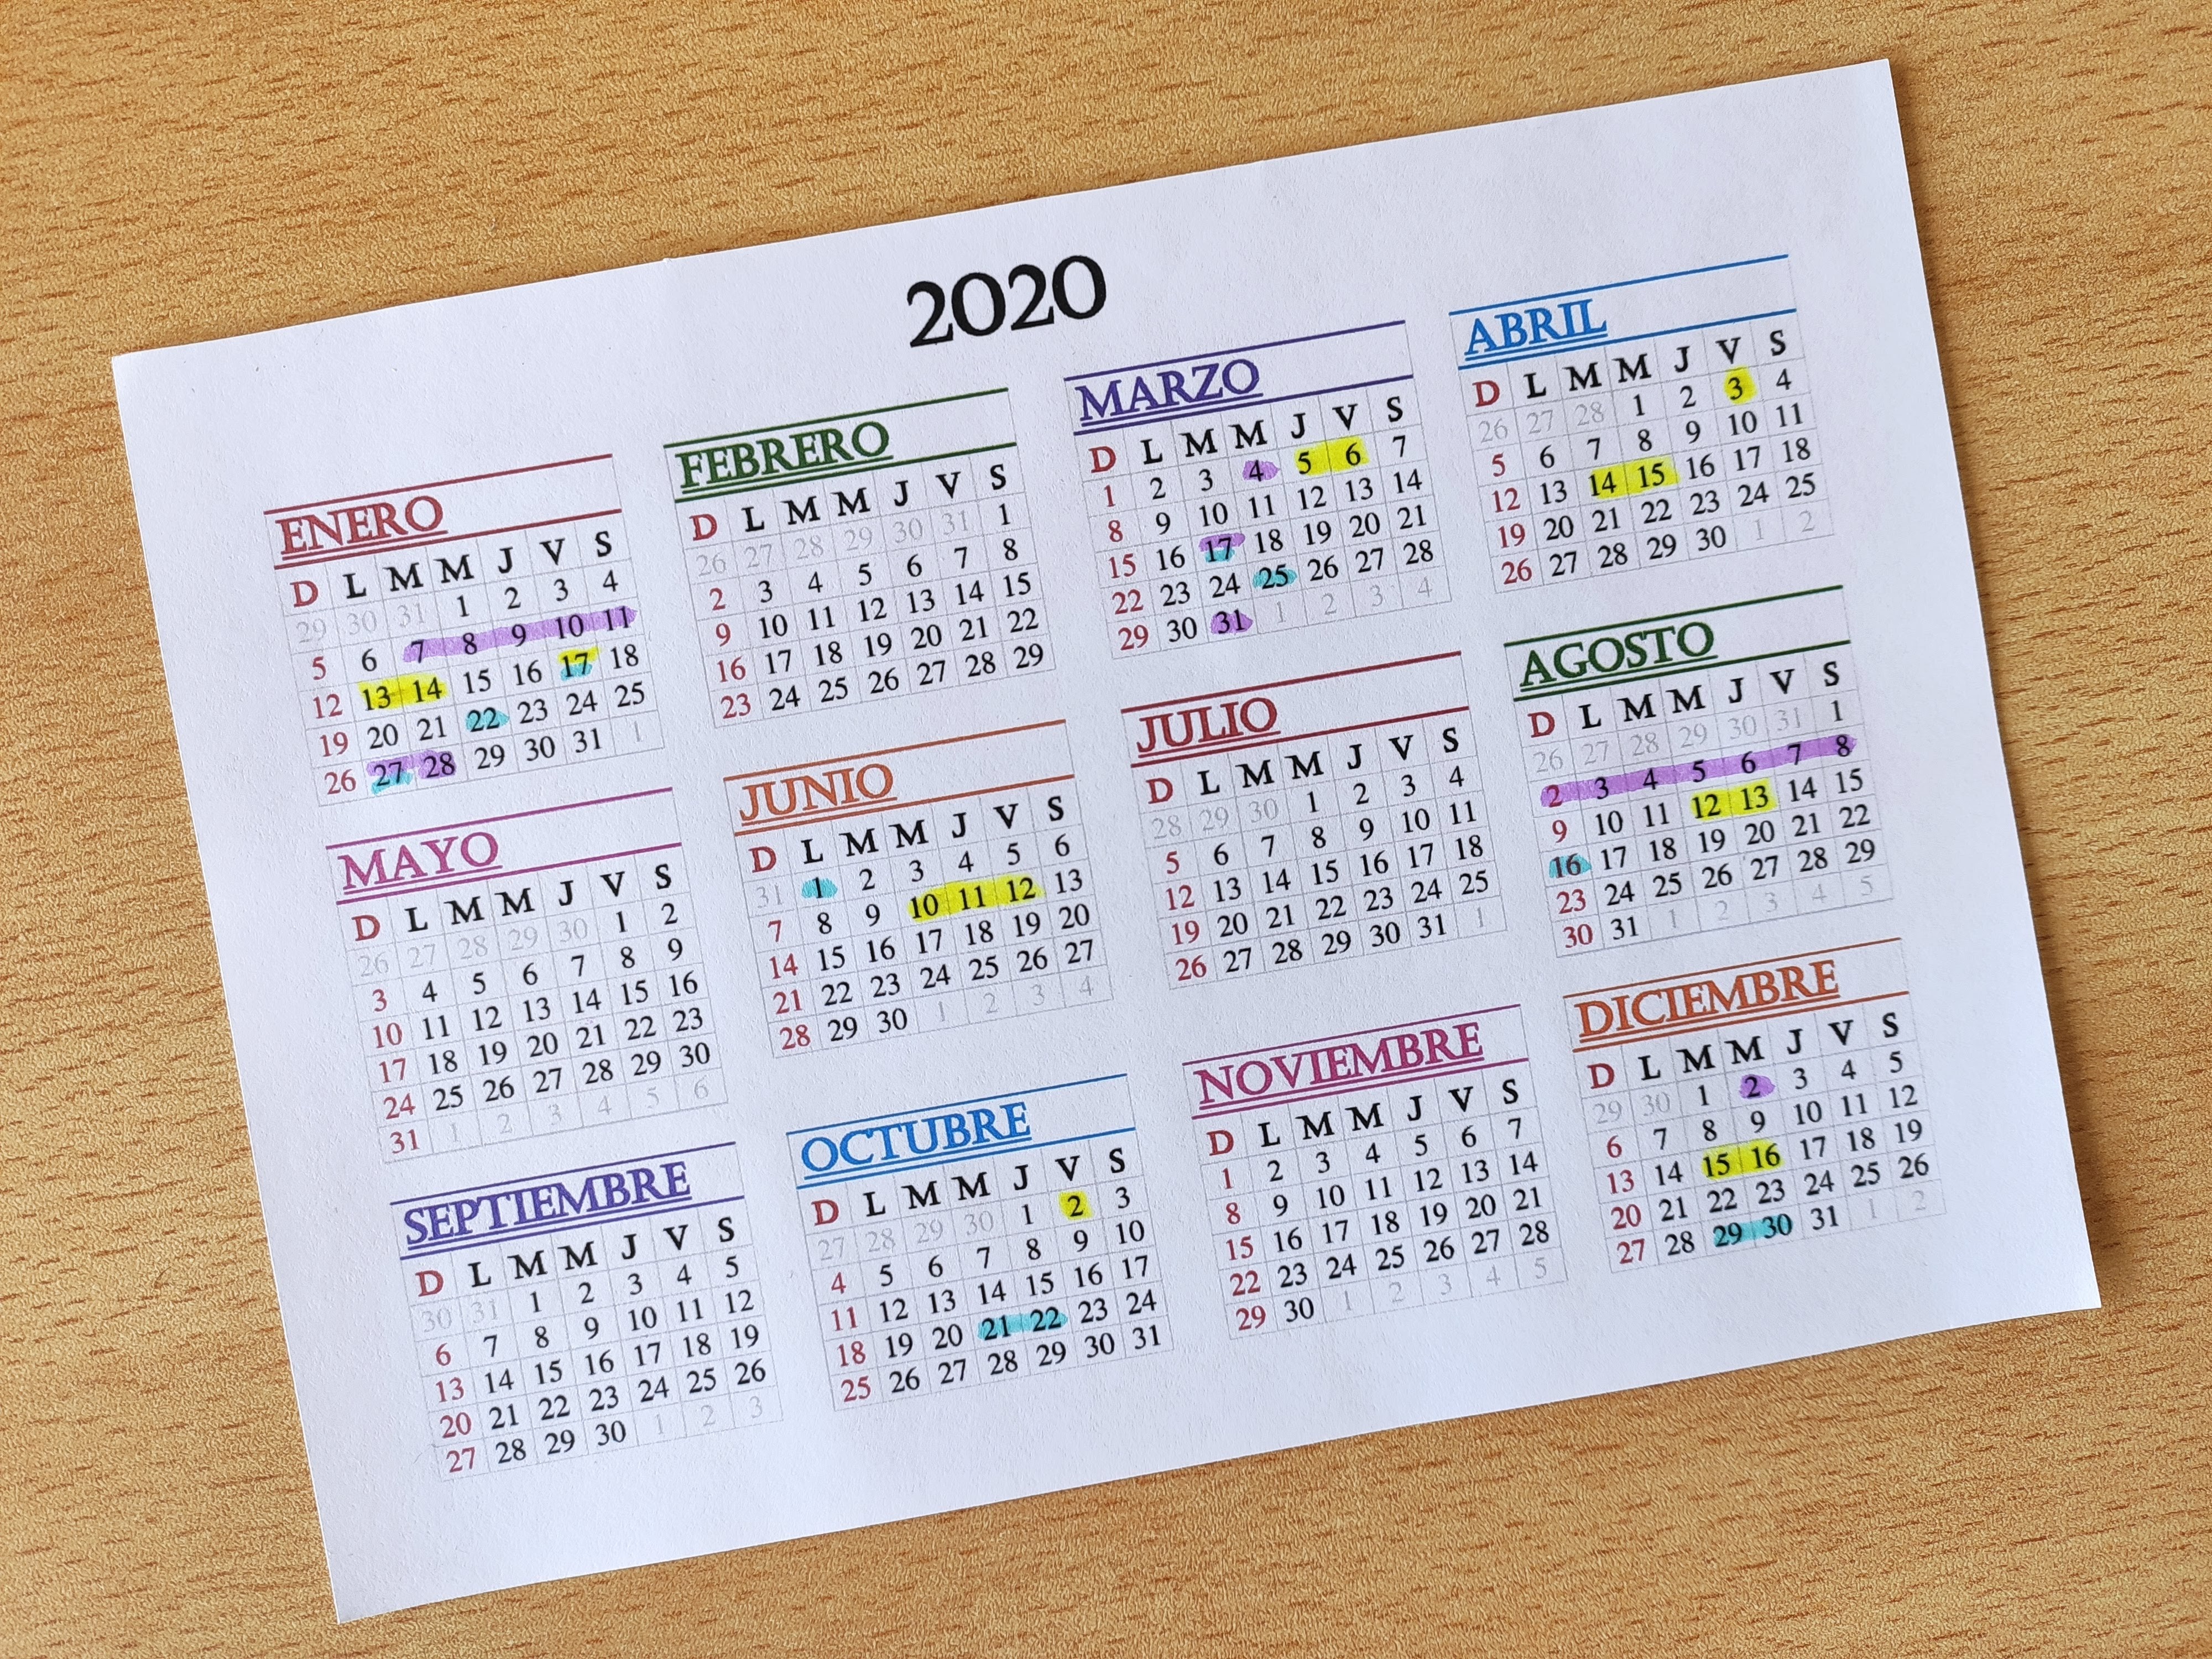 2020
ENERO
D L M M J V S
29 30 31 1 2 3 4
5 6 7 8 9 10 11
12 13 14 15 16 17 18
19 20 21 22 23 24 25
26 27 28 29 30 31 1
FEBRERO
D L M M J V S
26 27 28 29 30 31 1
2 3 4 5 6 7 8
9 10 11 12 13 14 15
16 17 18 19 20 21 22
23 24 25 26 27 28 29
MARZO
D L M M J V S
1 2 3 4 5 6 7
8 9 10 11 12 13 14
15 16 17 18 19 20 21
22 23 24 25 26 27 28
29 30 31 1 2 3 4
ABRIL
D L M M J V S
26 27 28 1 2 3 4
5 6 7 8 9 10 11
12 13 14 15 16 17 18
19 20 21 22 23 24 25
26 27 28 29 30 1 2
MAYO
D L M M J V S
26 27 28 29 30 1 2
3 4 5 6 7 8 9
10 11 12 13 14 15 16
17 18 19 20 21 22 23
24 25 26 27 28 29 30
31 1 2 3 4 5 6
JUNIO
D L M M J V S
31 1 2 3 4 5 6
7 8 9 10 11 12 13
14 15 16 17 18 19 20
21 22 23 24 25 26 27
28 29 30 1 2 3 4
JULIO
D L M M J V S
28 29 30 1 2 3 4
5 6 7 8 9 10 11
12 13 14 15 16 17 18
19 20 21 22 23 24 25
26 27 28 29 30 31 1
AGOSTO
D L M M J V S
26 27 28 29 30 31 1
2 3 4 5 6 7 8
9 10 11 12 13 14 15
16 17 18 19 20 21 22
23 24 25 26 27 28 29
30 31 1 2 3 4 5
SEPTIEMBRE
D L M M J V S
30 31 1 2 3 4 5
6 7 8 9 10 11 12
13 14 15 16 17 18 19
20 21 22 23 24 25 26
27 28 29 30 1 2 3
OCTUBRE
D L M M J V S
27 28 29 30 1 2 3
4 5 6 7 8 9 10
11 12 13 14 15 16 17
18 19 20 21 22 23 24
25 26 27 28 29 30 31
NOVIEMBRE
D L M M J V S
1 2 3 4 5 6 7
8 9 10 11 12 13 14
15 16 17 18 19 20 21
22 23 24 25 26 27 28
29 30 1 2 3 4 5
DICIEMBRE
D L M M J V S
29 30 1 2 3 4 5
6 7 8 9 10 11 12
13 14 15 16 17 18 19
20 21 22 23 24 25 26
27 28 29 30 31 1 2